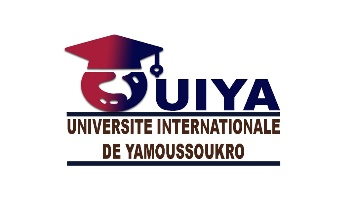 UIYA
UNIVERSITE INTERNATIONALE
DE YAMOUSSOUKRO